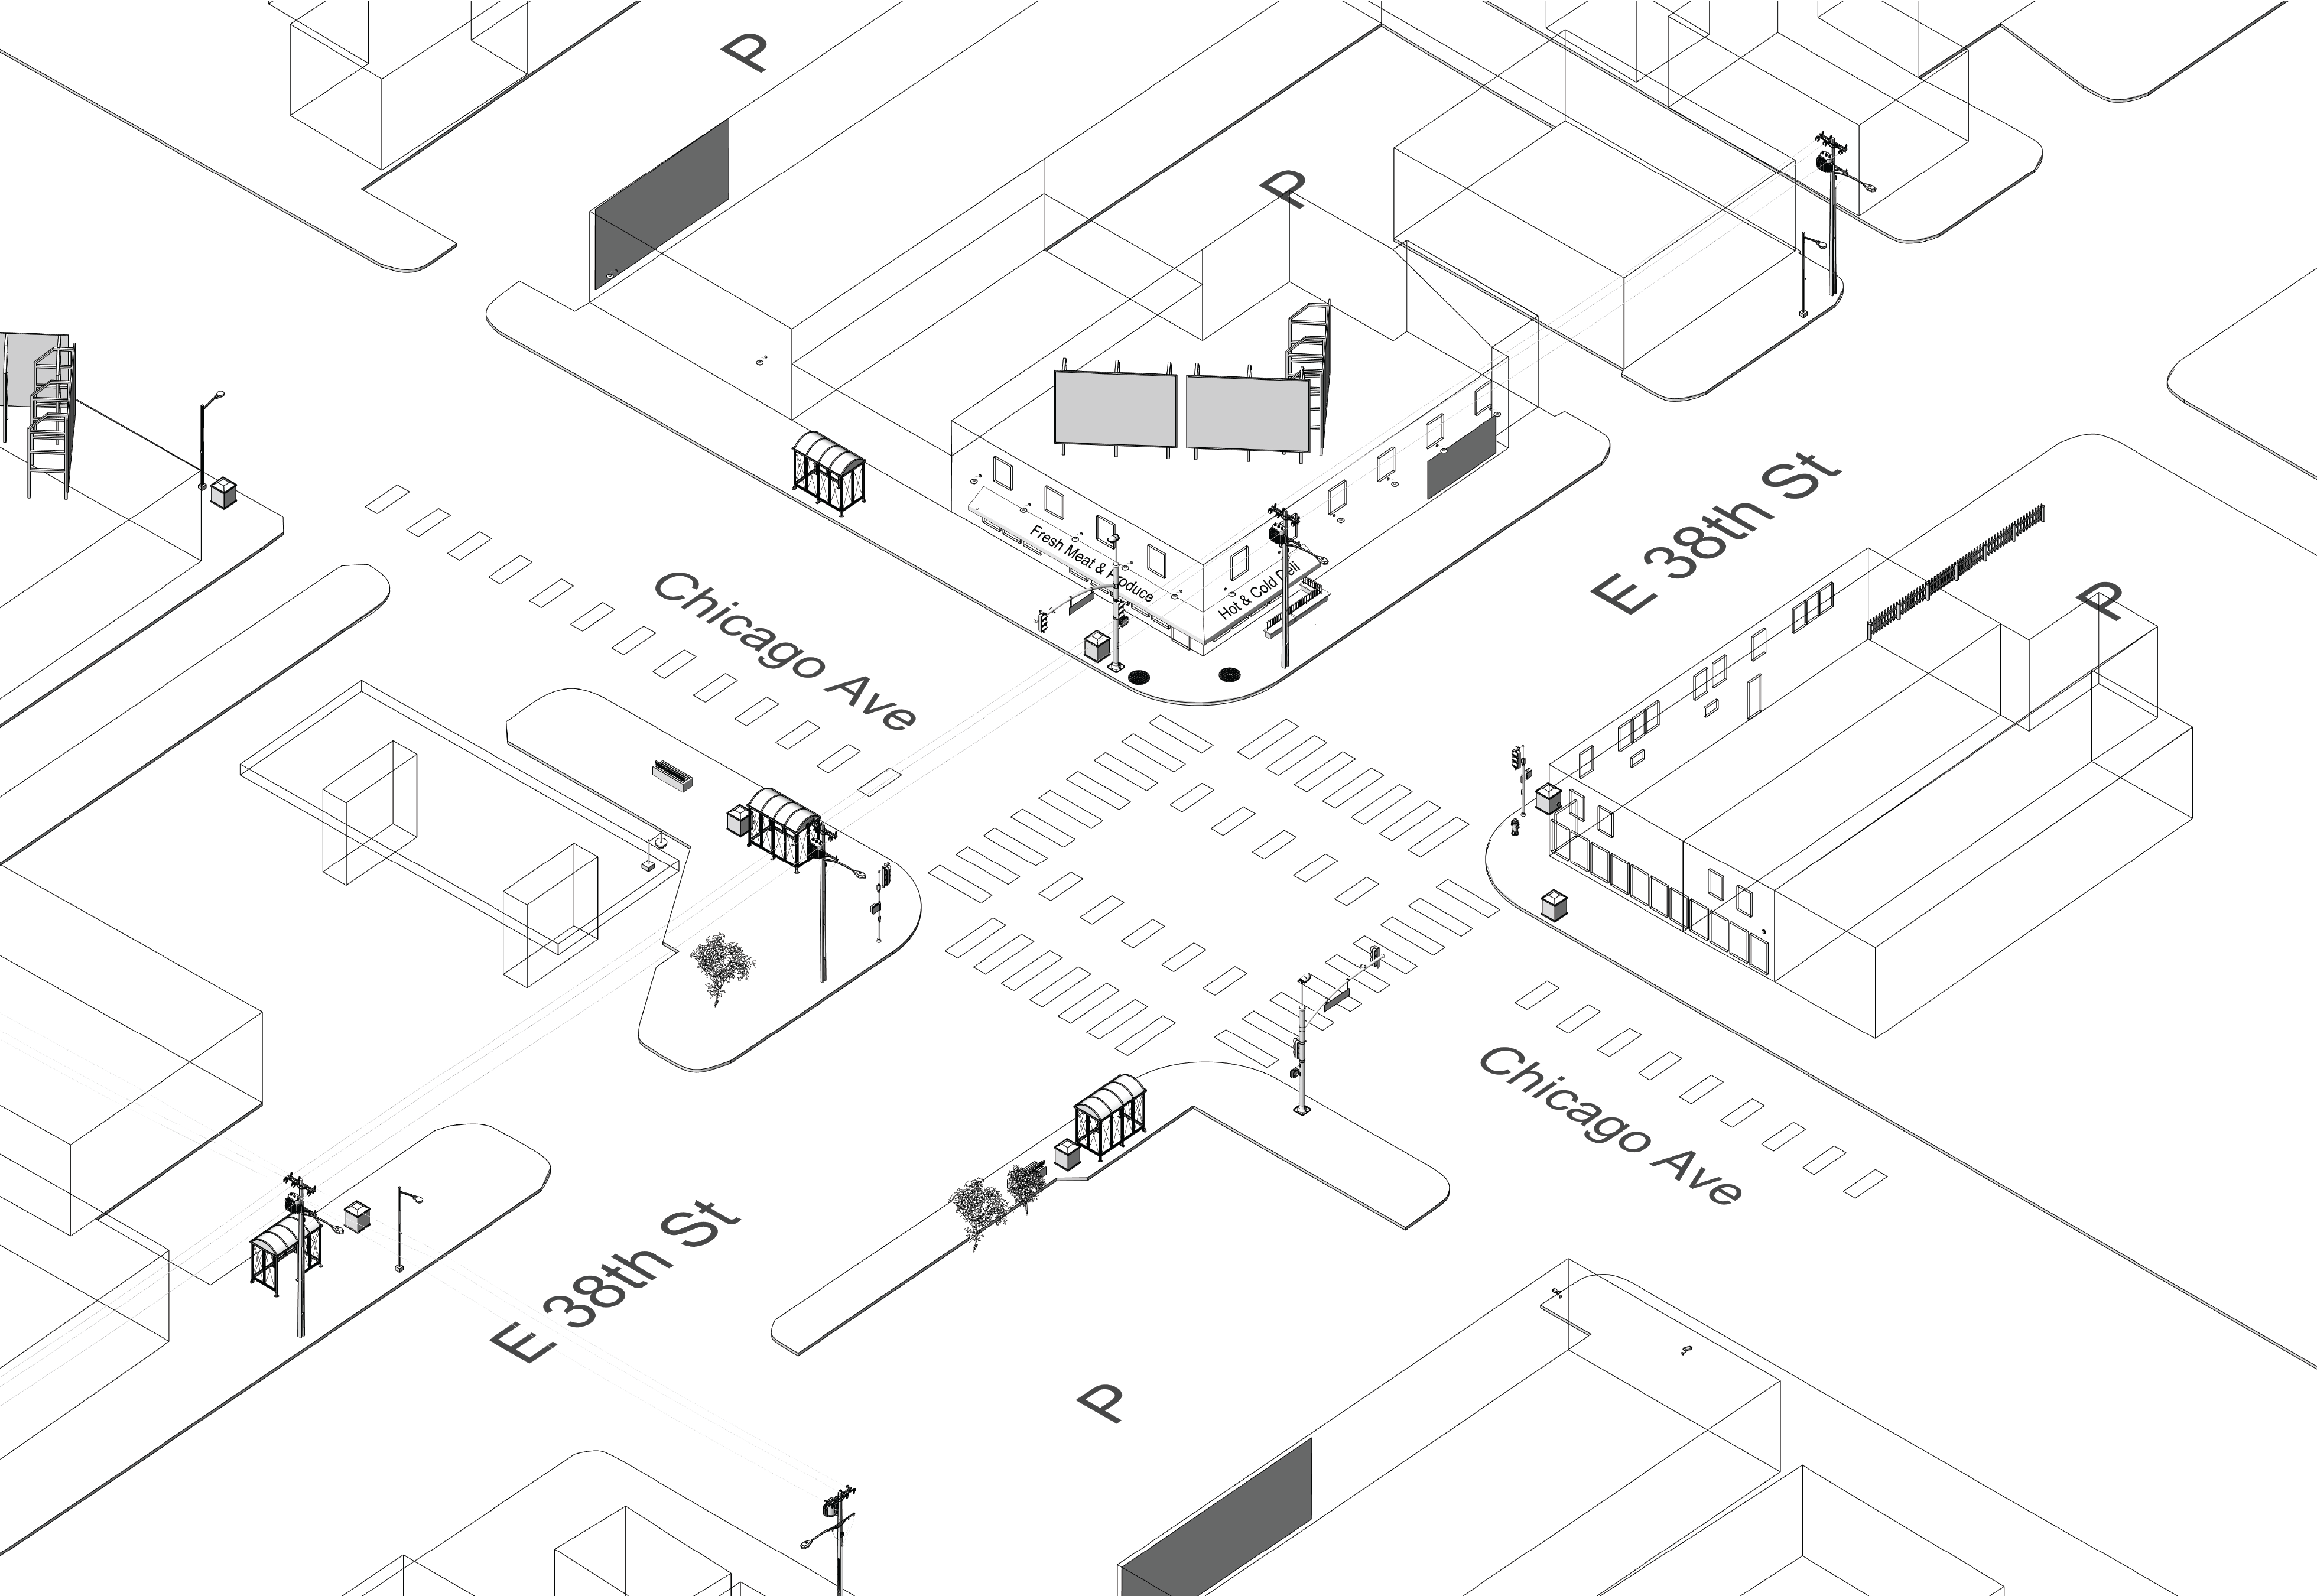 P
P
E 38th St
Chicago Ave
Fresh Meat & Produce
Hot & Cold Deli
P
Chicago Ave
E 38th St
P